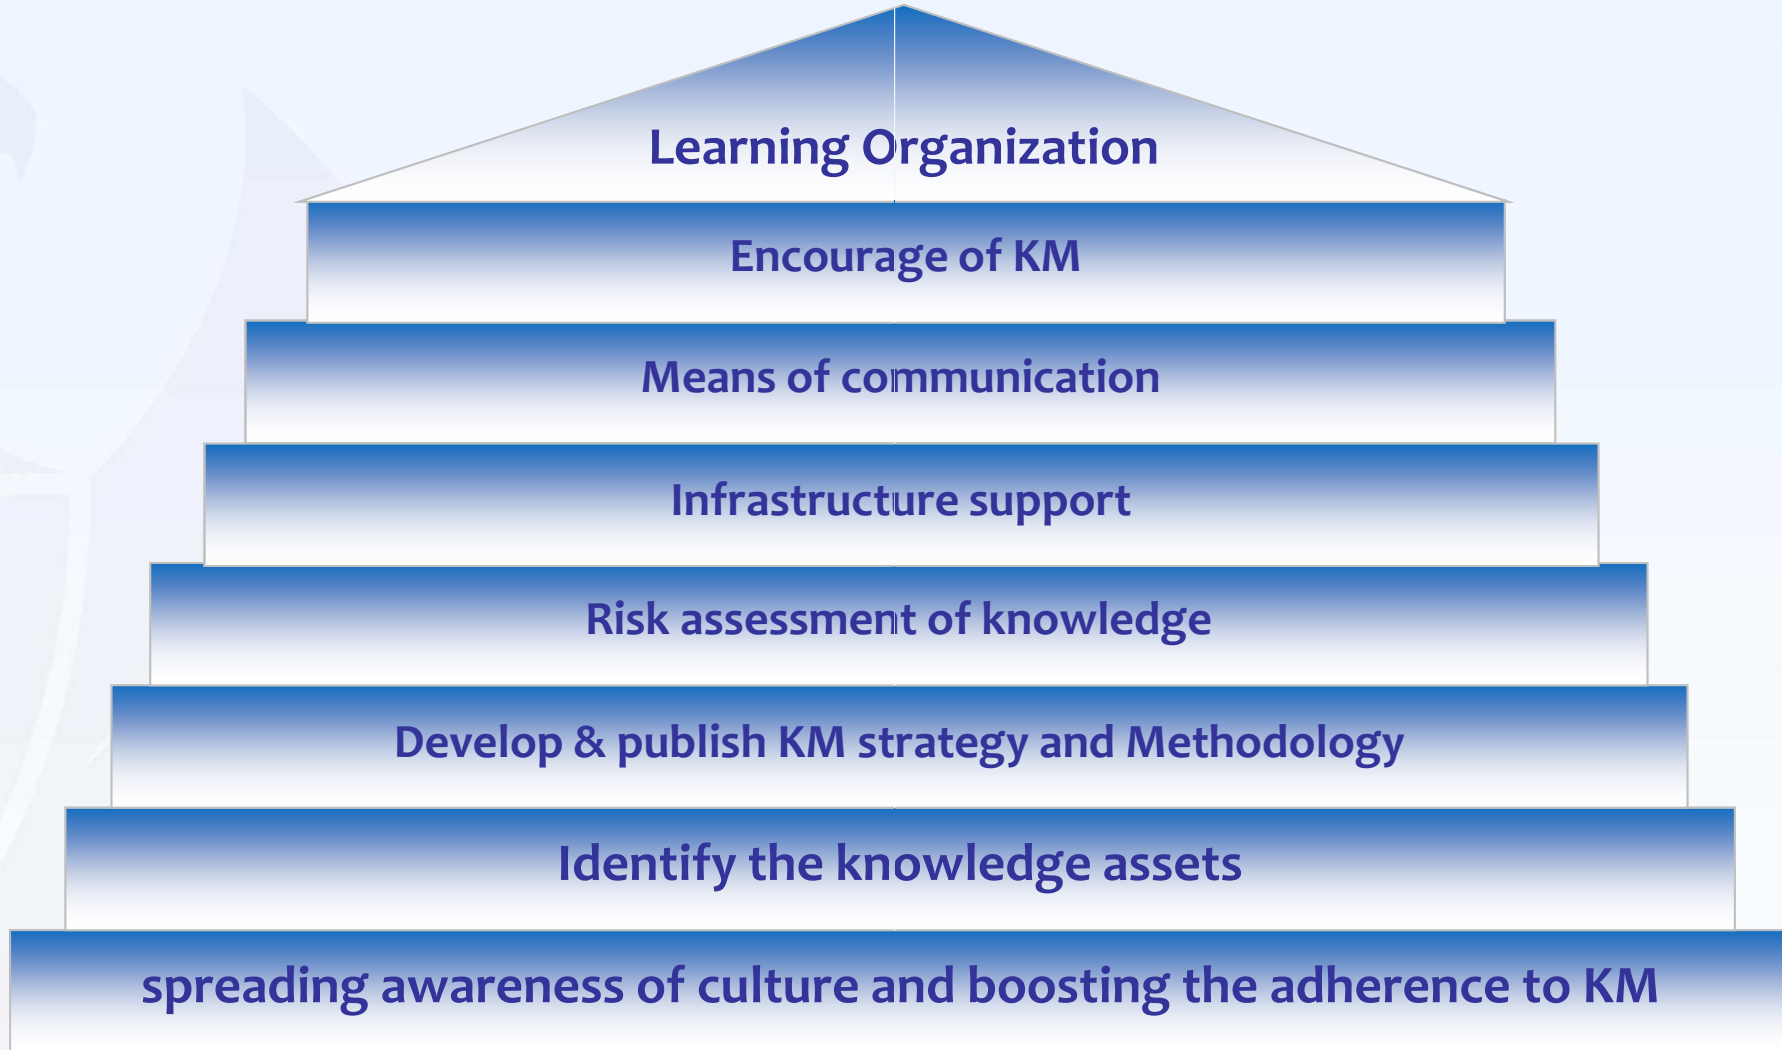 Learning Organization
Encourage of KM
Means of communication
Infrastructure support
Risk assessment of knowledge
Develop & publish KM strategy and Methodology
Identify the knowledge assets
spreading awareness of culture and boosting the adherence to KM